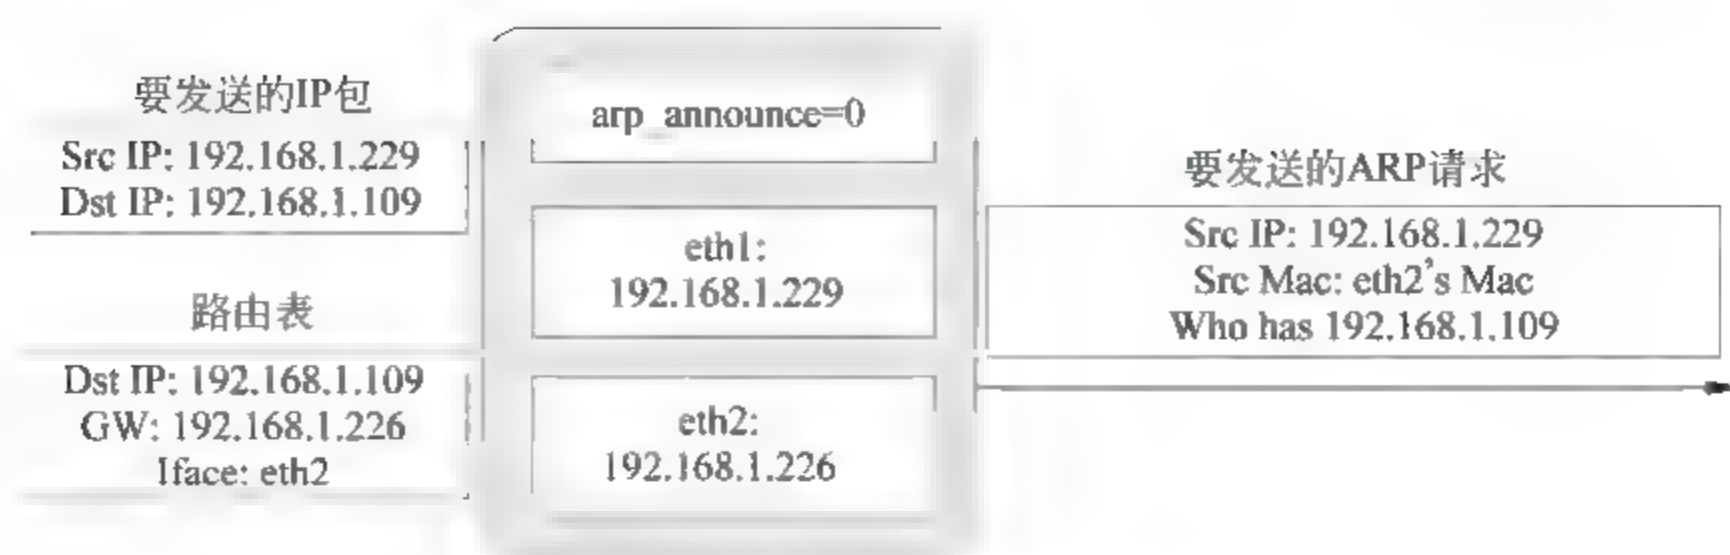 要发送的IP包
Src IP: 192.168.1.229
Dst IP: 192.168.1.109
路由表
Dst IP: 192.168.1.109
GW: 192.168.1.226
Iface: eth2
arp_announce=0
eth1:
192.168.1.229
eth2:
192.168.1.226
要发送的ARP请求
Src IP: 192.168.1.229
Src Mac: eth2's Mac
Who has 192.168.1.109